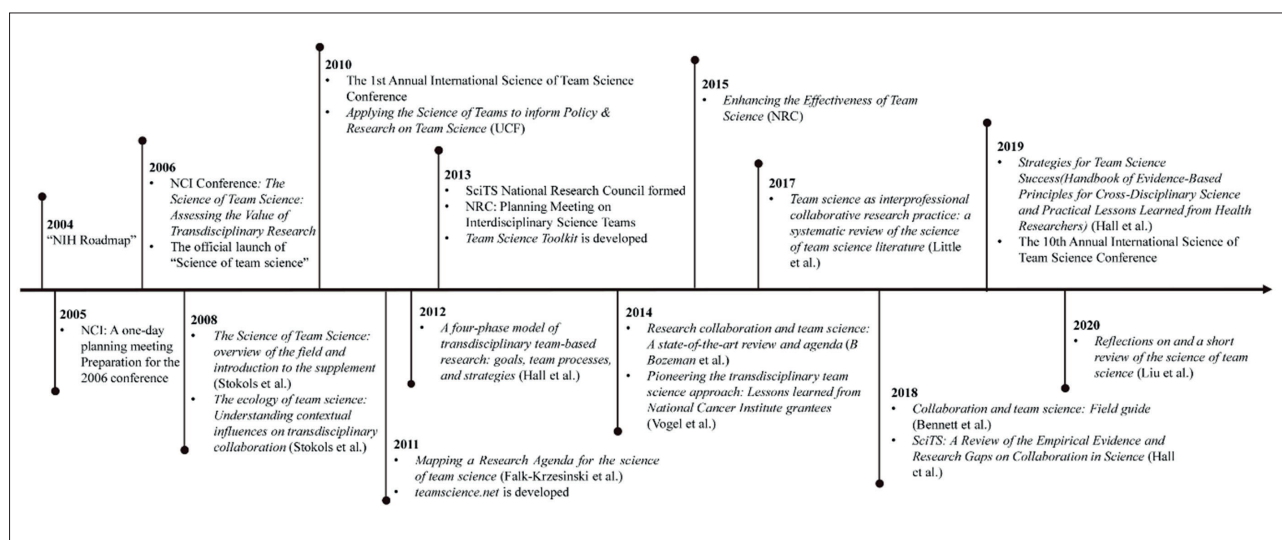 2010
• The 1st Annual International Science of Team Science
Conference
• Applying the Science of Teams to inform Policy &
Research on Team Science (UCF)
2015
• Enhancing the Effectiveness of Team
Science (NRC)
2004
"NIH Roadmap"
2006
• NCI Conference: The
Science of Team Science:
Assessing the Value of
Transdisciplinary Research
• The official launch of
"Science of team science"
2013
• SciTS National Research Council formed
• NRC: Planning Meeting on
Interdisciplinary Science Teams
• Team Science Toolkit is developed
2017
• Team science as interprofessional
collaborative research practice: a
systematic review of the science
of team science literature (Little
et al.)
2019
• Strategies for Team Science
Success(Handbook of Evidence-Based
Principles for Cross-Disciplinary Science
and Practical Lessons Learned from Health
Researchers) (Hall et al.)
• The 10th Annual International Science of
Team Science Conference
2005
• NCI: A one-day
planning meeting
Preparation for the
2006 conference
2008
• The Science of Team Science:
overview of the field and
introduction to the supplement
(Stokols et al.)
• The ecology of team science:
Understanding contextual
influences on transdisciplinary
collaboration (Stokols et al.)
2012
• A four-phase model of
transdisciplinary team-based
research: goals, team processes,
and strategies (Hall et al.)
2011
• Mapping a Research Agenda for the science
of team science (Falk-Krzesinski et al.)
• teamscience.net is developed
2014
• Research collaboration and team science:
A state-of-the-art review and agenda (B
Bozeman et al.)
• Pioneering the transdisciplinary team
science approach: Lessons learned from
National Cancer Institute grantees
(Vogel et al.)
2018
• Collaboration and team science: Field guide
(Bennett et al.)
• SciTS: A Review of the Empirical Evidence and
Research Gaps on Collaboration in Science (Hall
et al.)
2020
• Reflections on and a short
review of the science of team
science (Liu et al.)